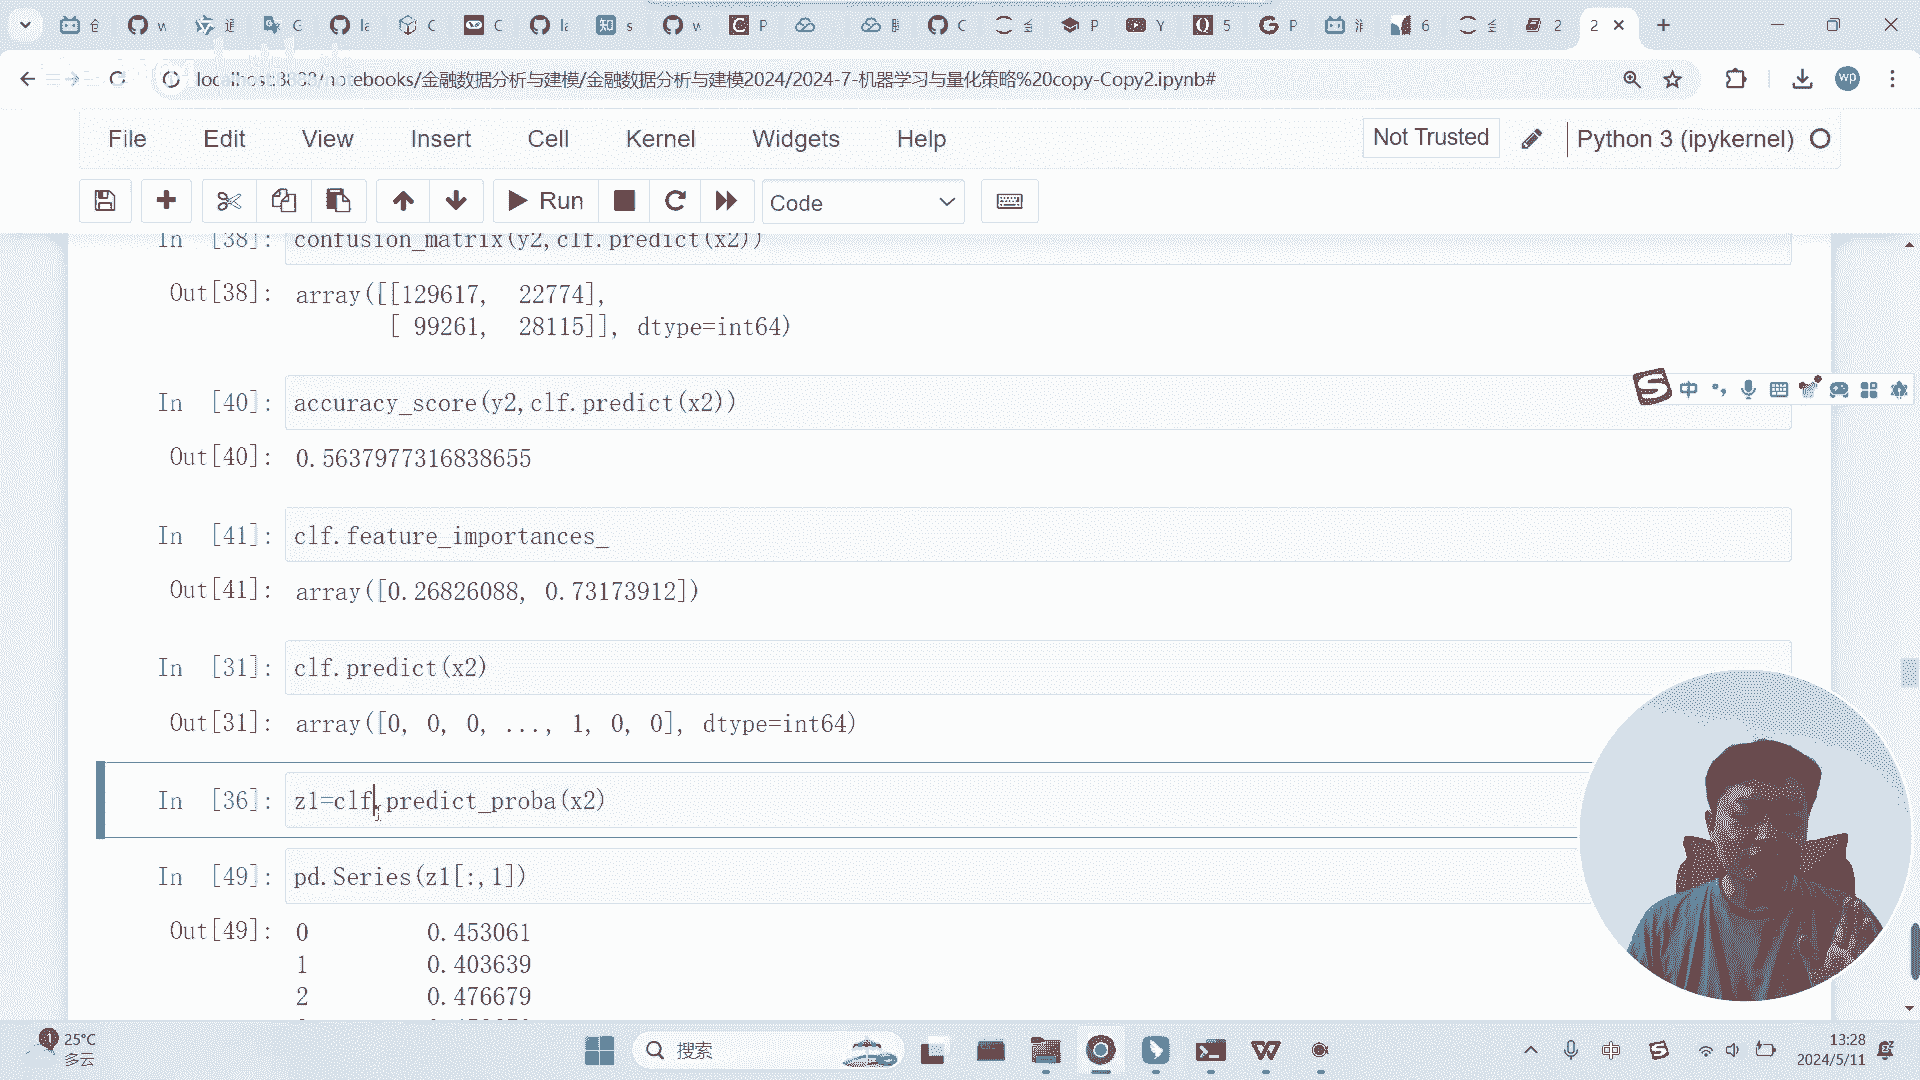 localhost:8888/notebooks/金融数据分析与建模/金融数据分析与建模2024/2024-7-机器学习与量化策略%20copy-Copy2.ipynb#
wp
File Edit View Insert Cell Kernel Widgets Help
Not Trusted
Python 3 (ipykernel)
Run
Code
In [38]: confusion_matrix(y2,clf.predict(x2))
Out[38]: array([[129617, 22774],
[ 99261, 28115]], dtype=int64)
In [40]: accuracy_score(y2,clf.predict(x2))
Out[40]: 0.5637977316838655
In [41]: clf.feature_importances_
Out[41]: array([0.26826088, 0.73173912])
In [31]: clf.predict(x2)
Out[31]: array([0, 0, 0, ..., 1, 0, 0], dtype=int64)
In [36]: z1=clf.predict_proba(x2)
In [49]: pd.Series(z1[:,1])
Out[49]: 0 0.453061
1 0.403639
2 0.476679
中
25°C
多云
搜索
中
13:28
2024/5/11